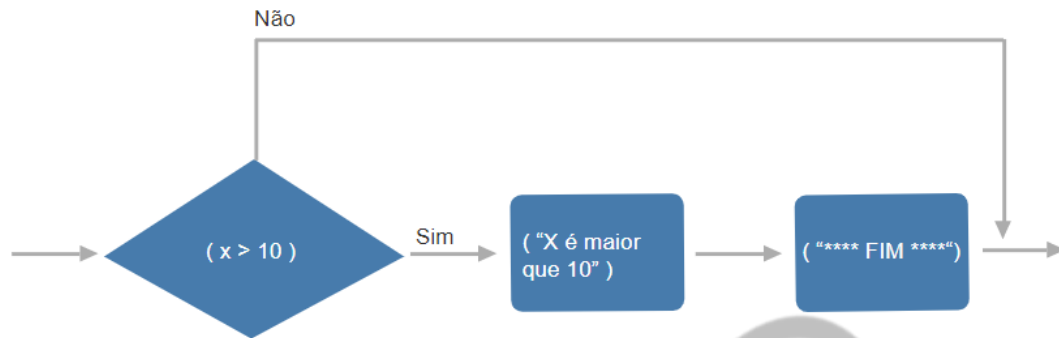 Não
( x > 10 )
Sim
( “X é maior
que 10” )
( “**** FIM ****“)